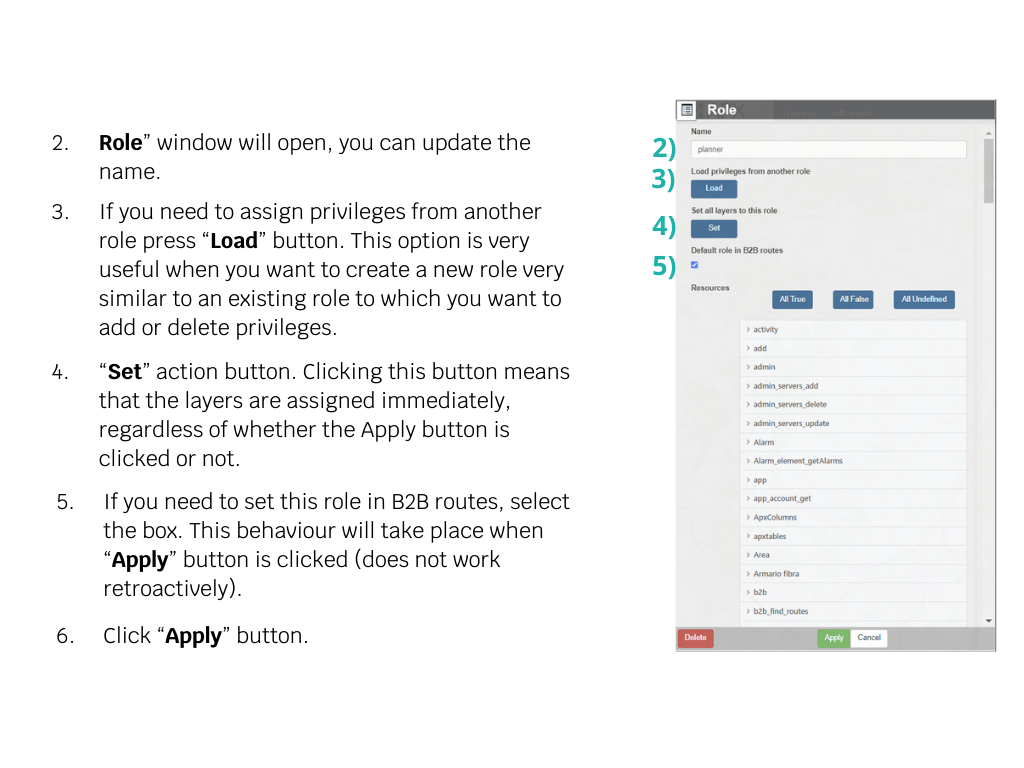 2. Role” window will open, you can update the
name.
3. If you need to assign privileges from another
role press “Load” button. This option is very
useful when you want to create a new role very
similar to an existing role to which you want to
add or delete privileges.
4. “Set” action button. Clicking this button means
that the layers are assigned immediately,
regardless of whether the Apply button is
clicked or not.
5. If you need to set this role in B2B routes, select
the box. This behaviour will take place when
“Apply” button is clicked (does not work
retroactively).
6. Click “Apply” button.
Role
Name
2)
planner
Load privileges from another role
3)
Load
Set all layers to this role
4)
Set
Default role in B2B routes
5)
Resources
All True All False All Undefined
activity
add
admin
admin_servers_add
admin_servers_delete
admin_servers_update
Alarm
Alarm_element_getAlarms
app
app_account_get
ApxColumns
apxtables
Area
Armario fibra
b2b
b2b_find_routes
Delete Apply Cancel